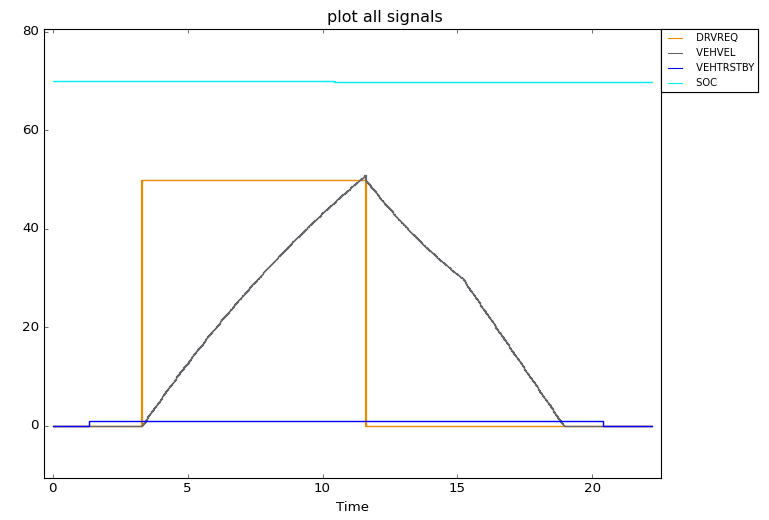 plot all signals
80
60
40
20
0
0 5 10 15 20
Time
DRVREQ
VEHVEL
VEHTRSTBY
SOC